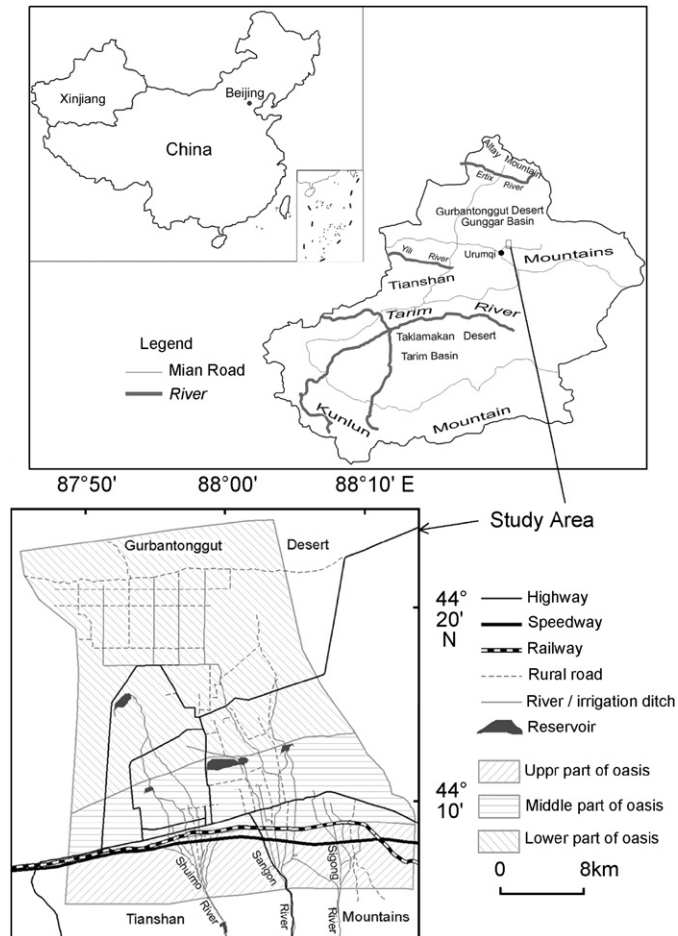 Xinjiang
Beijing
China
Altay Mountain
Ertix River
Gurbantonggut Desert
Gunggar Basin
Yili River
Urumqi
Mountains
Tianshan
Tarim River
Taklamakan Desert
Tarim Basin
Kunlun Mountain
Legend
Mian Road
River
87°50'
88°00'
88°10' E
Study Area
Gurbantonggut Desert
44°
20'
N
44°
10'
Highway
Speedway
Railway
Rural road
River / irrigation ditch
Reservoir
Uppr part of oasis
Middle part of oasis
Lower part of oasis
0 8km
Shuimo River
Sangon River
Sigong River
Tianshan Mountains